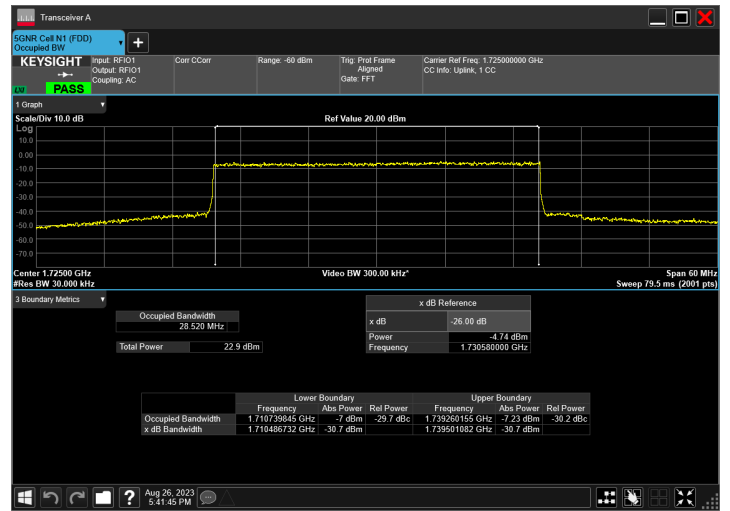 Transceiver A
5GNR Cell N1 (FDD)
Occupied BW
KEYSIGHT Input: RFIO1 Corr CCorr Range: -60 dBm Trig: Prot Frame Carrier Ref Freq: 1.725000000 GHz
Output: RFIO1 Aligned CC Info: Uplink, 1 CC
Coupling: AC Gate: FFT
LXI PASS
1 Graph
Scale/Div 10.0 dB Ref Value 20.00 dBm
Log
10.0
0.00
-10.0
-20.0
-30.0
-40.0
-50.0
-60.0
-70.0
Center 1.72500 GHz Video BW 300.00 kHz* Span 60 MHz
#Res BW 30.000 kHz Sweep 79.5 ms (2001 pts)
3 Boundary Metrics
x dB Reference
Occupied Bandwidth
28.520 MHz
x dB -26.00 dB
Power -4.74 dBm
Total Power 22.9 dBm Frequency 1.730580000 GHz
Lower Boundary Upper Boundary
Frequency Abs Power Rel Power Frequency Abs Power Rel Power
Occupied Bandwidth 1.710739845 GHz -7 dBm -29.7 dBc 1.739260155 GHz -7.23 dBm -30.2 dBc
x dB Bandwidth 1.710486732 GHz -30.7 dBm 1.739501082 GHz -30.7 dBm
? Aug 26, 2023
5:41:45 PM